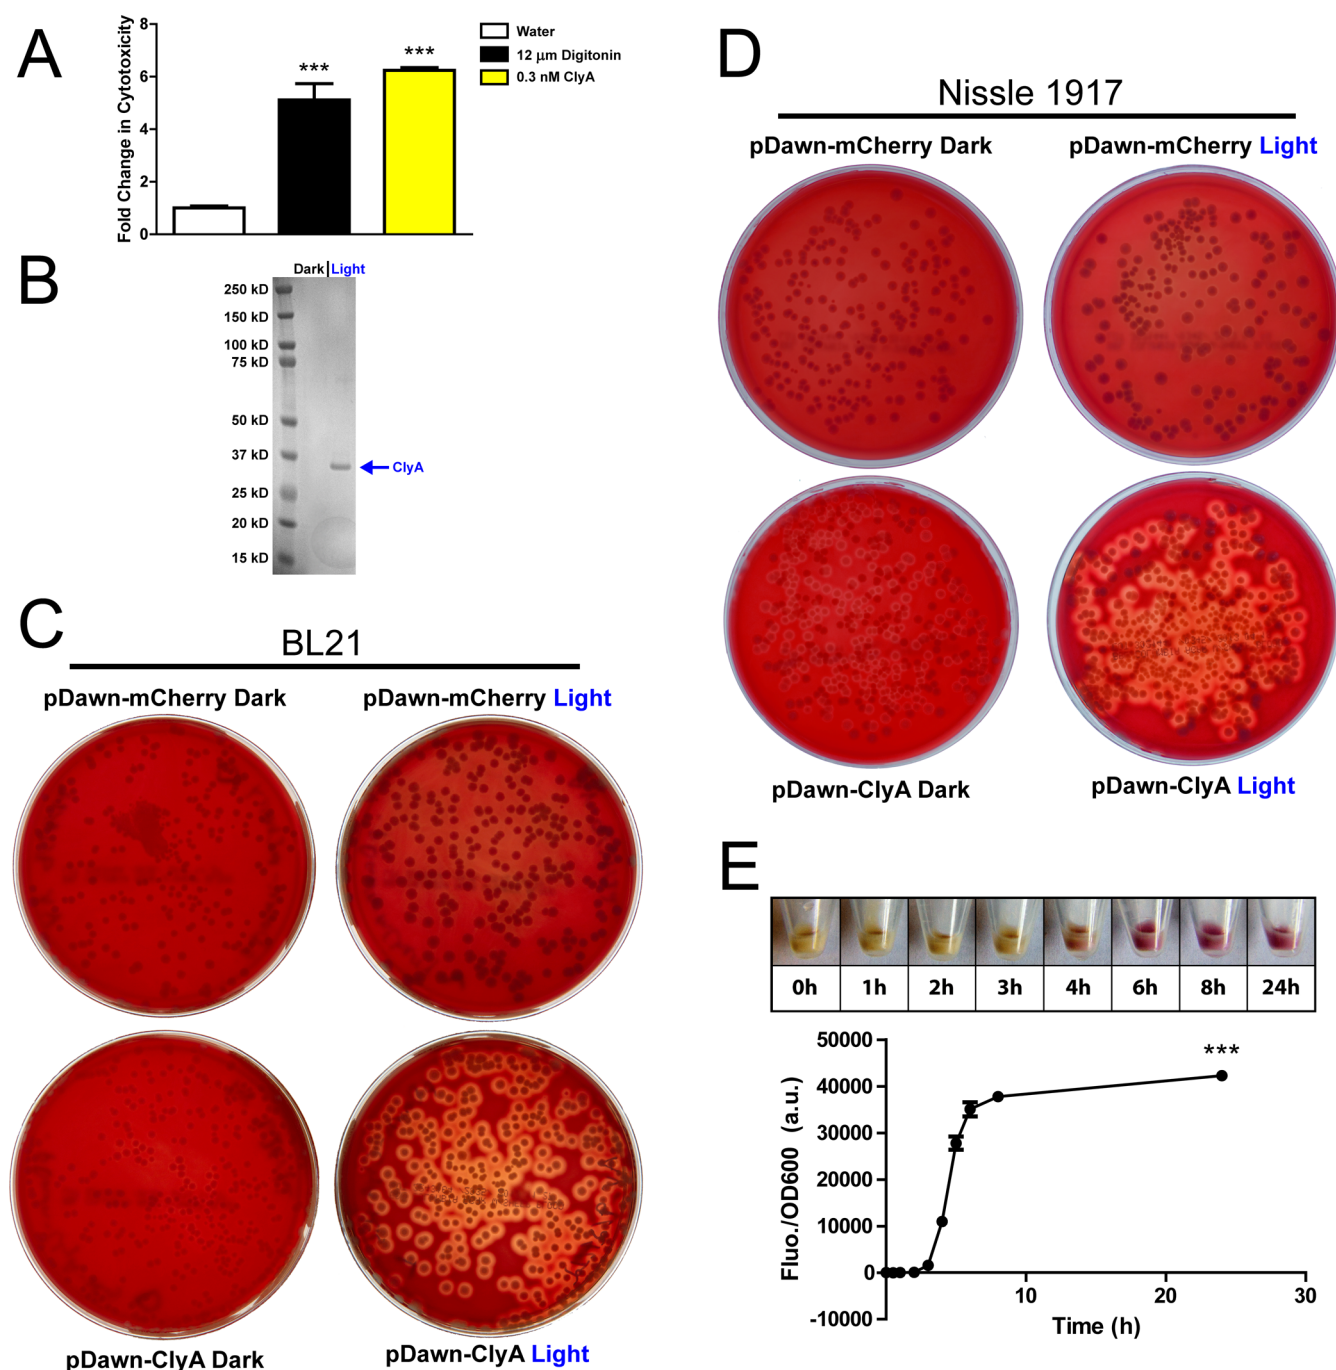 A
8
6
4
2
0
Fold Change in Cytotoxicity
***
***
Water
12 µm Digitonin
0.3 nM ClyA
B
Dark|Light
250 kD
150 kD
100 kD
75 kD
50 kD
37 kD
25 kD
20 kD
15 kD
ClyA
C
BL21
pDawn-mCherry Dark
pDawn-mCherry Light
pDawn-ClyA Dark
pDawn-ClyA Light
D
Nissle 1917
pDawn-mCherry Dark
pDawn-mCherry Light
pDawn-ClyA Dark
pDawn-ClyA Light
E
0h 1h 2h 3h 4h 6h 8h 24h
50000
40000
30000
20000
10000
0
-10000
Fluo./OD600 (a.u.)
***
10 20 30
Time (h)